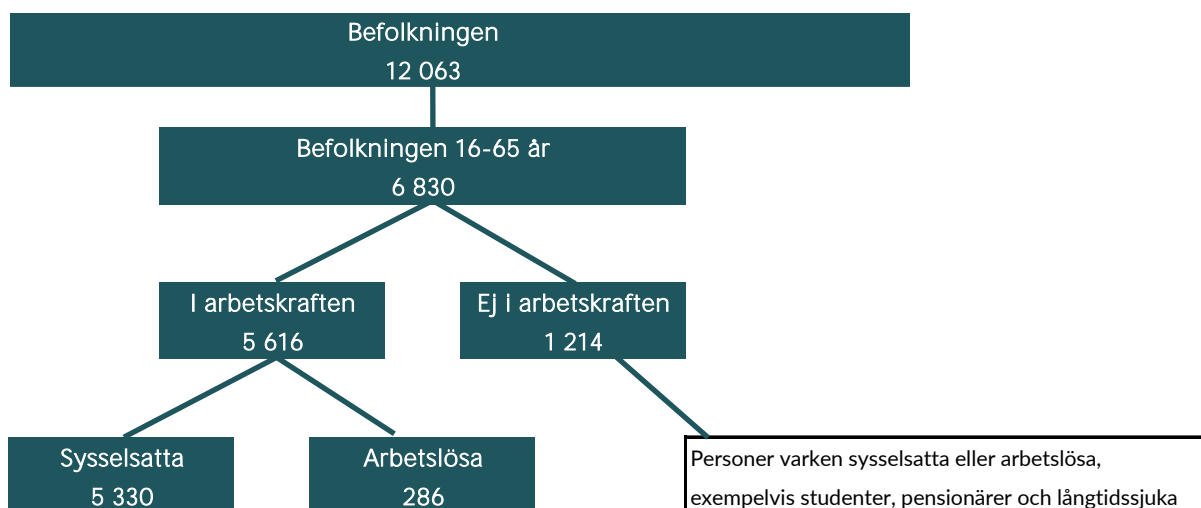 Befolkningen
12 063
Befolkningen 16-65 år
6 830
I arbetskraften
5 616
Ej i arbetskraften
1 214
Sysselsatta
5 330
Arbetslösa
286
Personer varken sysselsatta eller arbetslösa,
exempelvis studenter, pensionärer och långtidssjuka